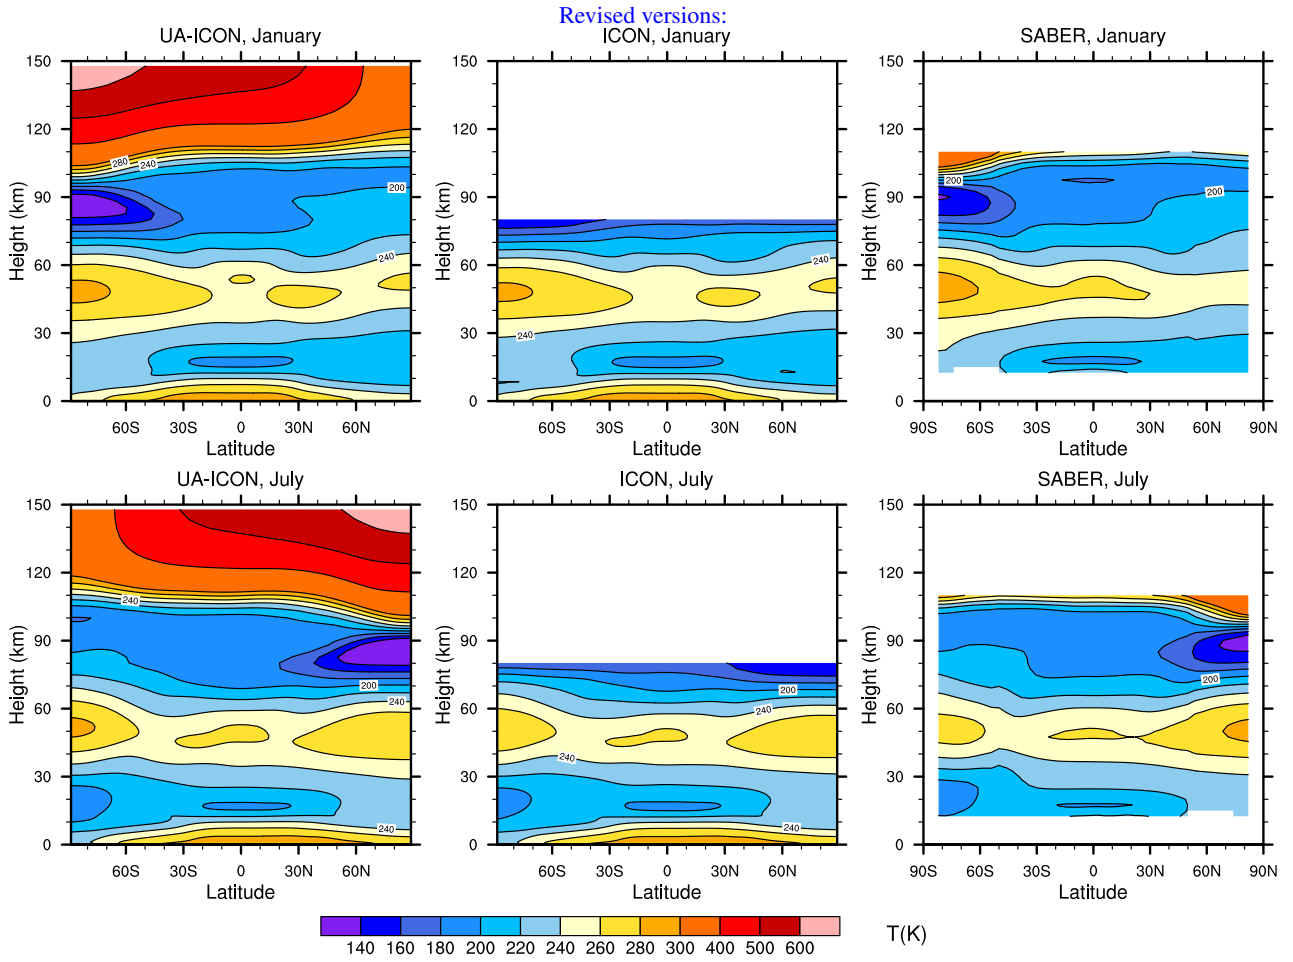 Revised versions:
UA-ICON, January
ICON, January
SABER, January
150
120
90
60
30
0
Height (km)
280
240
200
240
60S
30S
0
30N
60N
Latitude
150
120
90
60
30
0
Height (km)
240
240
60S
30S
0
30N
60N
Latitude
150
120
90
60
30
0
Height (km)
200
200
90S
60S
30S
0
30N
60N
90N
Latitude
UA-ICON, July
ICON, July
SABER, July
150
120
90
60
30
0
Height (km)
240
200
240
240
60S
30S
0
30N
60N
Latitude
150
120
90
60
30
0
Height (km)
200
240
240
240
60S
30S
0
30N
60N
Latitude
150
120
90
60
30
0
Height (km)
200
90S
60S
30S
0
30N
60N
90N
Latitude
140 160 180 200 220 240 260 280 300 400 500 600
T(K)